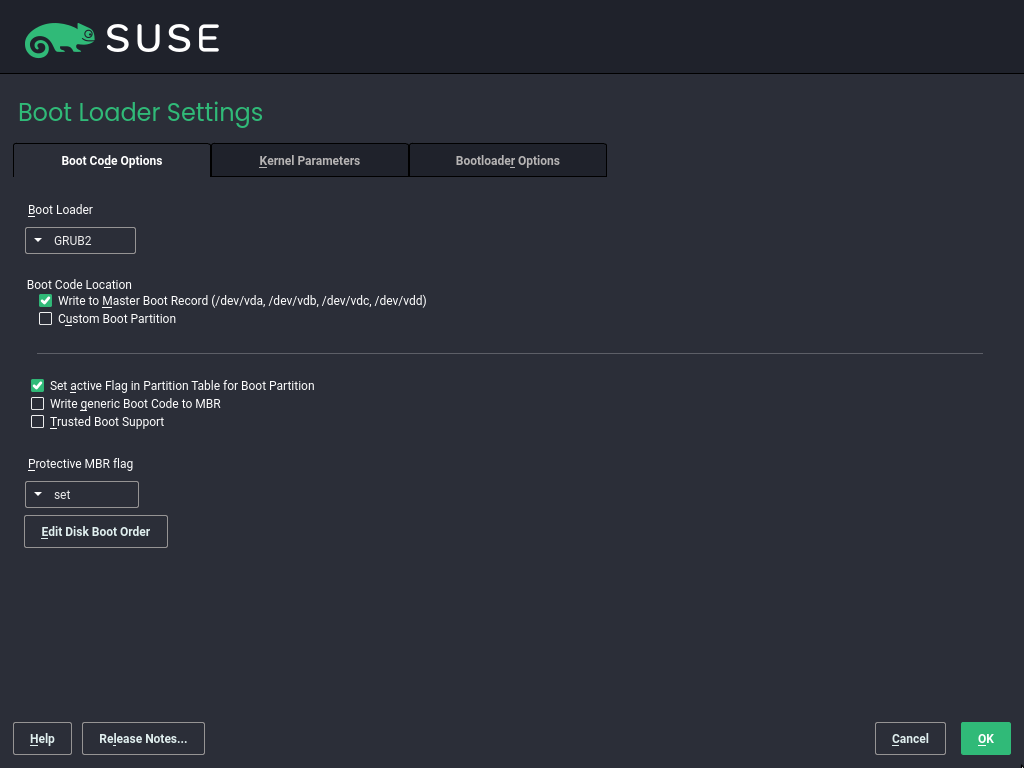 SUSE
Boot Loader Settings
Boot Code Options Kernel Parameters Bootloader Options
Boot Loader
GRUB2
Boot Code Location
Write to Master Boot Record (/dev/vda, /dev/vdb, /dev/vdc, /dev/vdd)
Custom Boot Partition
Set active Flag in Partition Table for Boot Partition
Write generic Boot Code to MBR
Trusted Boot Support
Protective MBR flag
set
Edit Disk Boot Order
Help Release Notes... Cancel OK